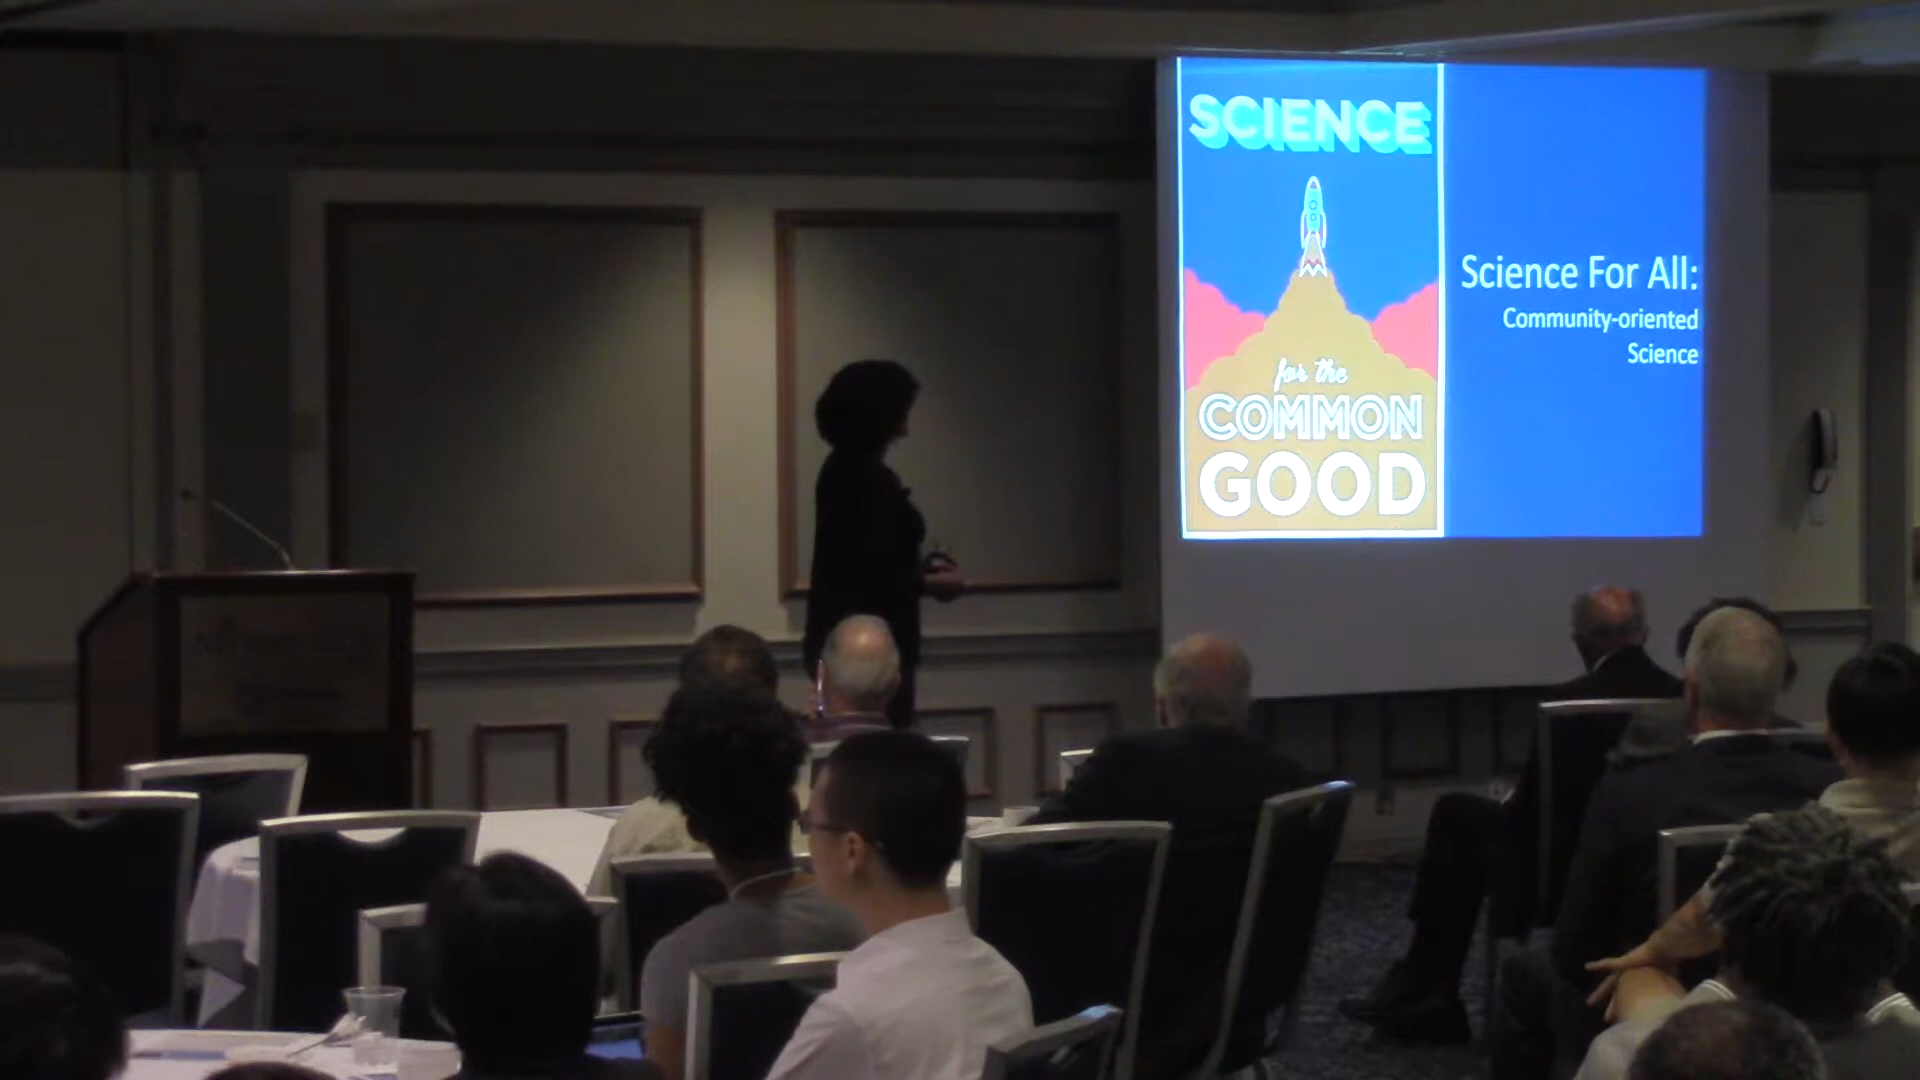 SCIENCE
for the
COMMON
GOOD
Science For All:
Community-oriented
Science